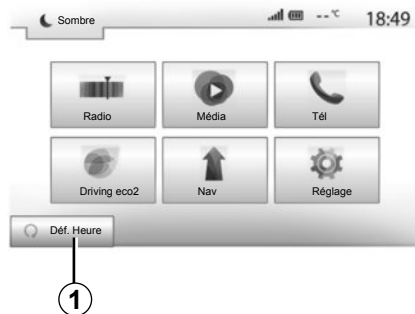 Sombre
--°C
18:49
Radio
Média
Tél
Driving eco2
Nav
Réglage
Déf. Heure
1